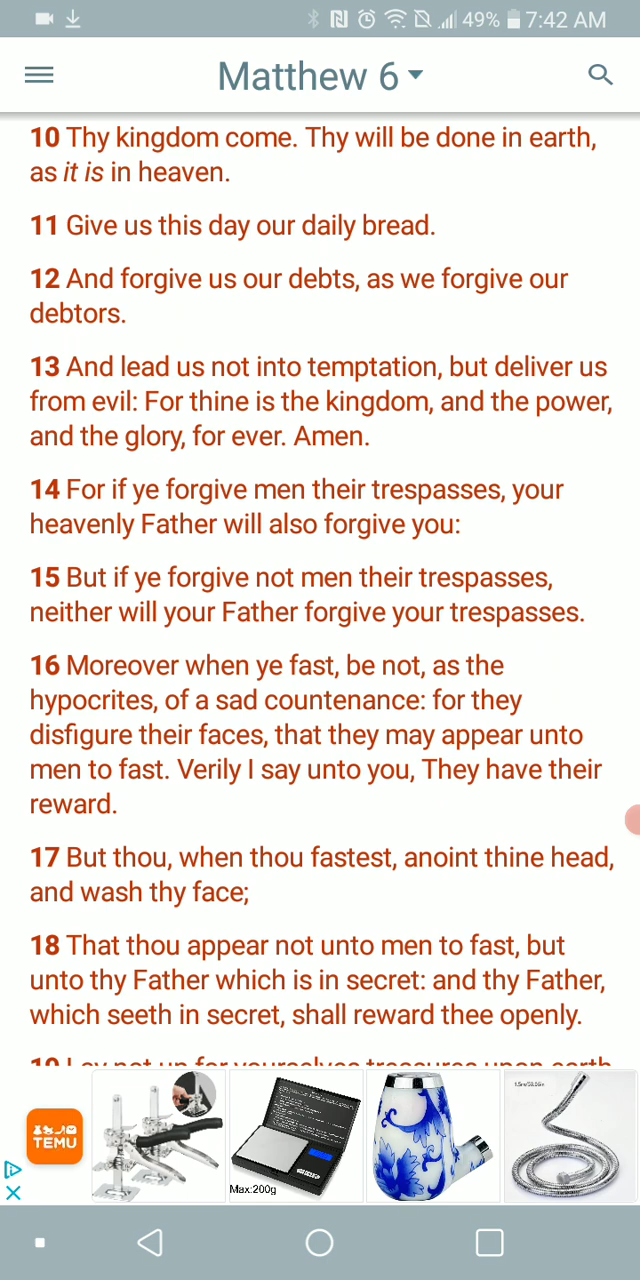 49% 7:42 AM
Matthew 6
10 Thy kingdom come. Thy will be done in earth,
as it is in heaven.
11 Give us this day our daily bread.
12 And forgive us our debts, as we forgive our
debtors.
13 And lead us not into temptation, but deliver us
from evil: For thine is the kingdom, and the power,
and the glory, for ever. Amen.
14 For if ye forgive men their trespasses, your
heavenly Father will also forgive you:
15 But if ye forgive not men their trespasses,
neither will your Father forgive your trespasses.
16 Moreover when ye fast, be not, as the
hypocrites, of a sad countenance: for they
disfigure their faces, that they may appear unto
men to fast. Verily I say unto you, They have their
reward.
17 But thou, when thou fastest, anoint thine head,
and wash thy face;
18 That thou appear not unto men to fast, but
unto thy Father which is in secret: and thy Father,
which seeth in secret, shall reward thee openly.
19 Lay not up for yourselves treasures upon earth
TEMU
Max:200g